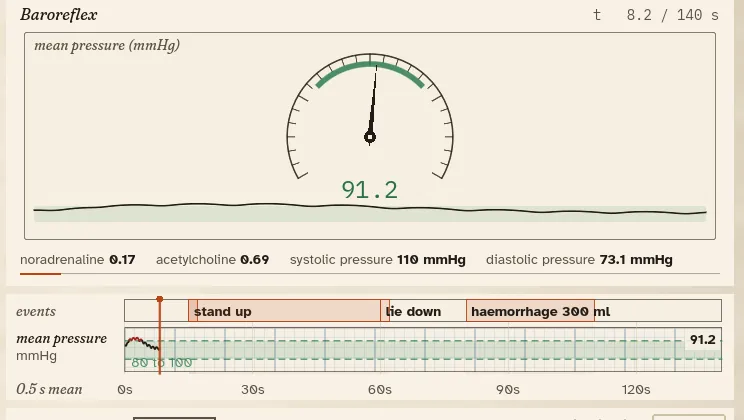 Baroreflex t 8.2 / 140 s
mean pressure (mmHg)
91.2
noradrenaline 0.17 acetylcholine 0.69 systolic pressure 110 mmHg diastolic pressure 73.1 mmHg
events stand up lie down haemorrhage 300 ml
mean pressure 91.2
mmHg
80 to 100
0.5 s mean 0s 30s 60s 90s 120s